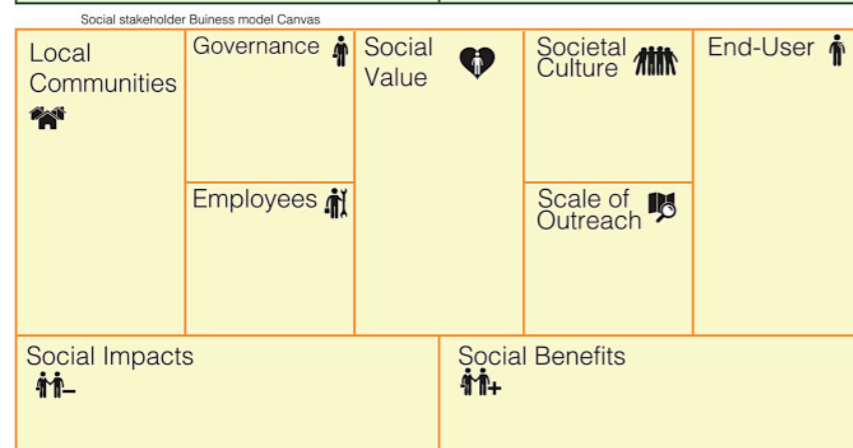 Social stakeholder Buiness model Canvas
Local
Communities
Governance
Employees
Social
Value
Societal
Culture
Scale of
Outreach
End-User
Social Impacts
Social Benefits